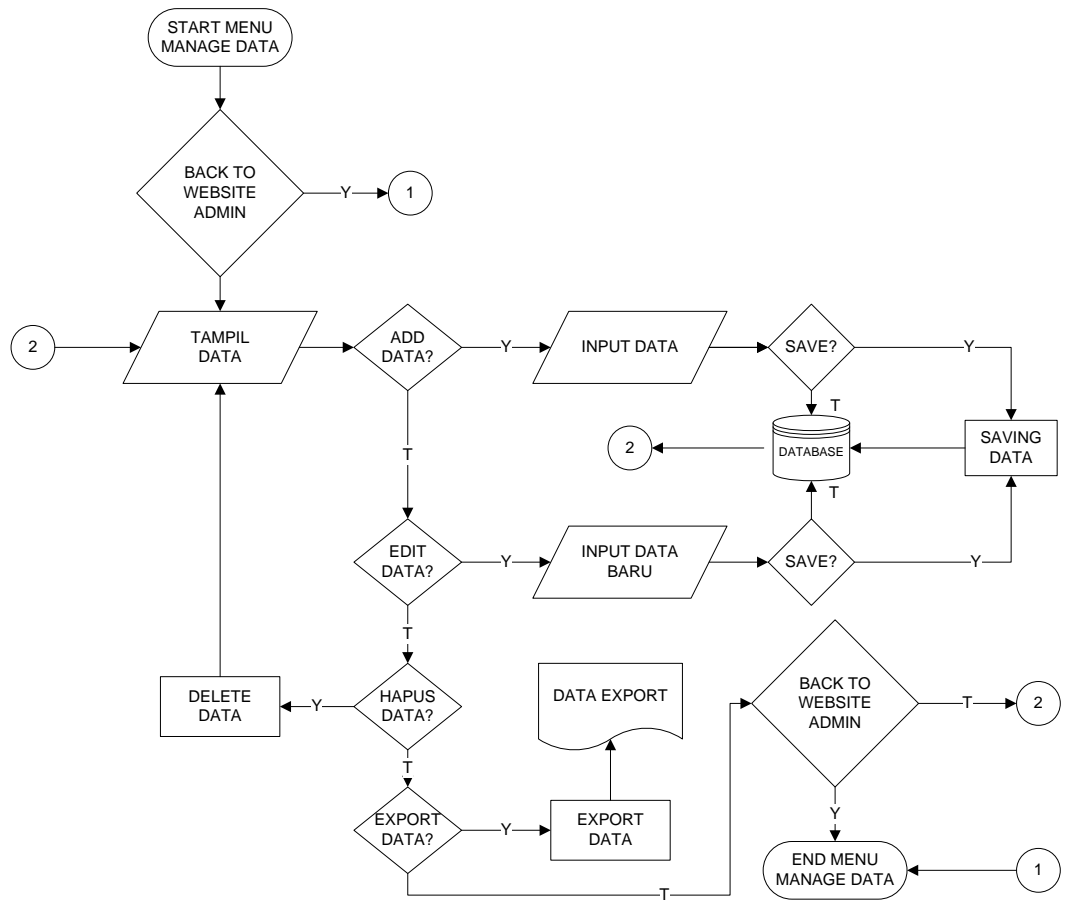 START MENU
MANAGE DATA
BACK TO
WEBSITE
ADMIN
Y
1
2
TAMPIL
DATA
ADD
DATA?
Y
INPUT DATA
SAVE?
Y
T
T
2
DATABASE
SAVING
DATA
T
EDIT
DATA?
Y
INPUT DATA
BARU
SAVE?
Y
T
DELETE
DATA
Y
HAPUS
DATA?
DATA EXPORT
BACK TO
WEBSITE
ADMIN
T
2
T
EXPORT
DATA?
Y
EXPORT
DATA
Y
T
END MENU
MANAGE DATA
1